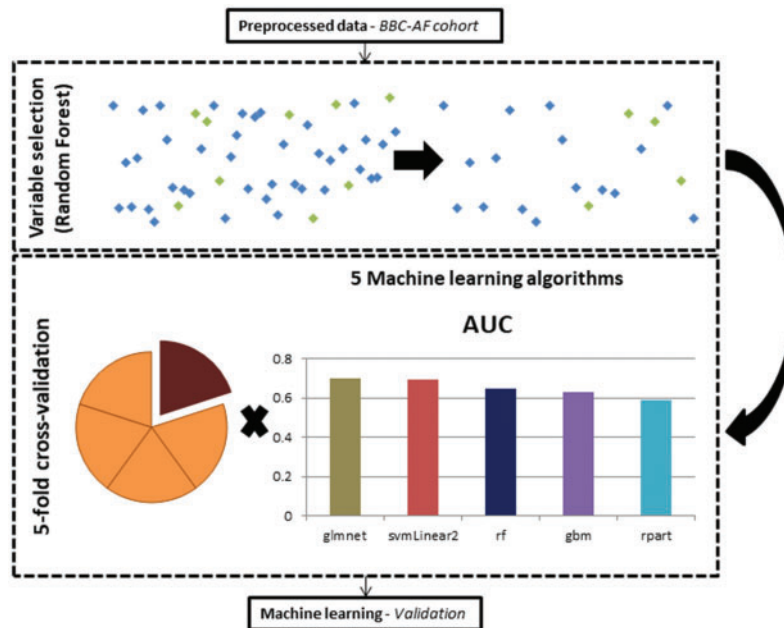 Preprocessed data - BBC-AF cohort
Variable selection
(Random Forest)
5 Machine learning algorithms
5-fold cross-validation
AUC
0.8
0.6
0.4
0.2
0
glmnet
svmLinear2
rf
gbm
rpart
Machine learning - Validation